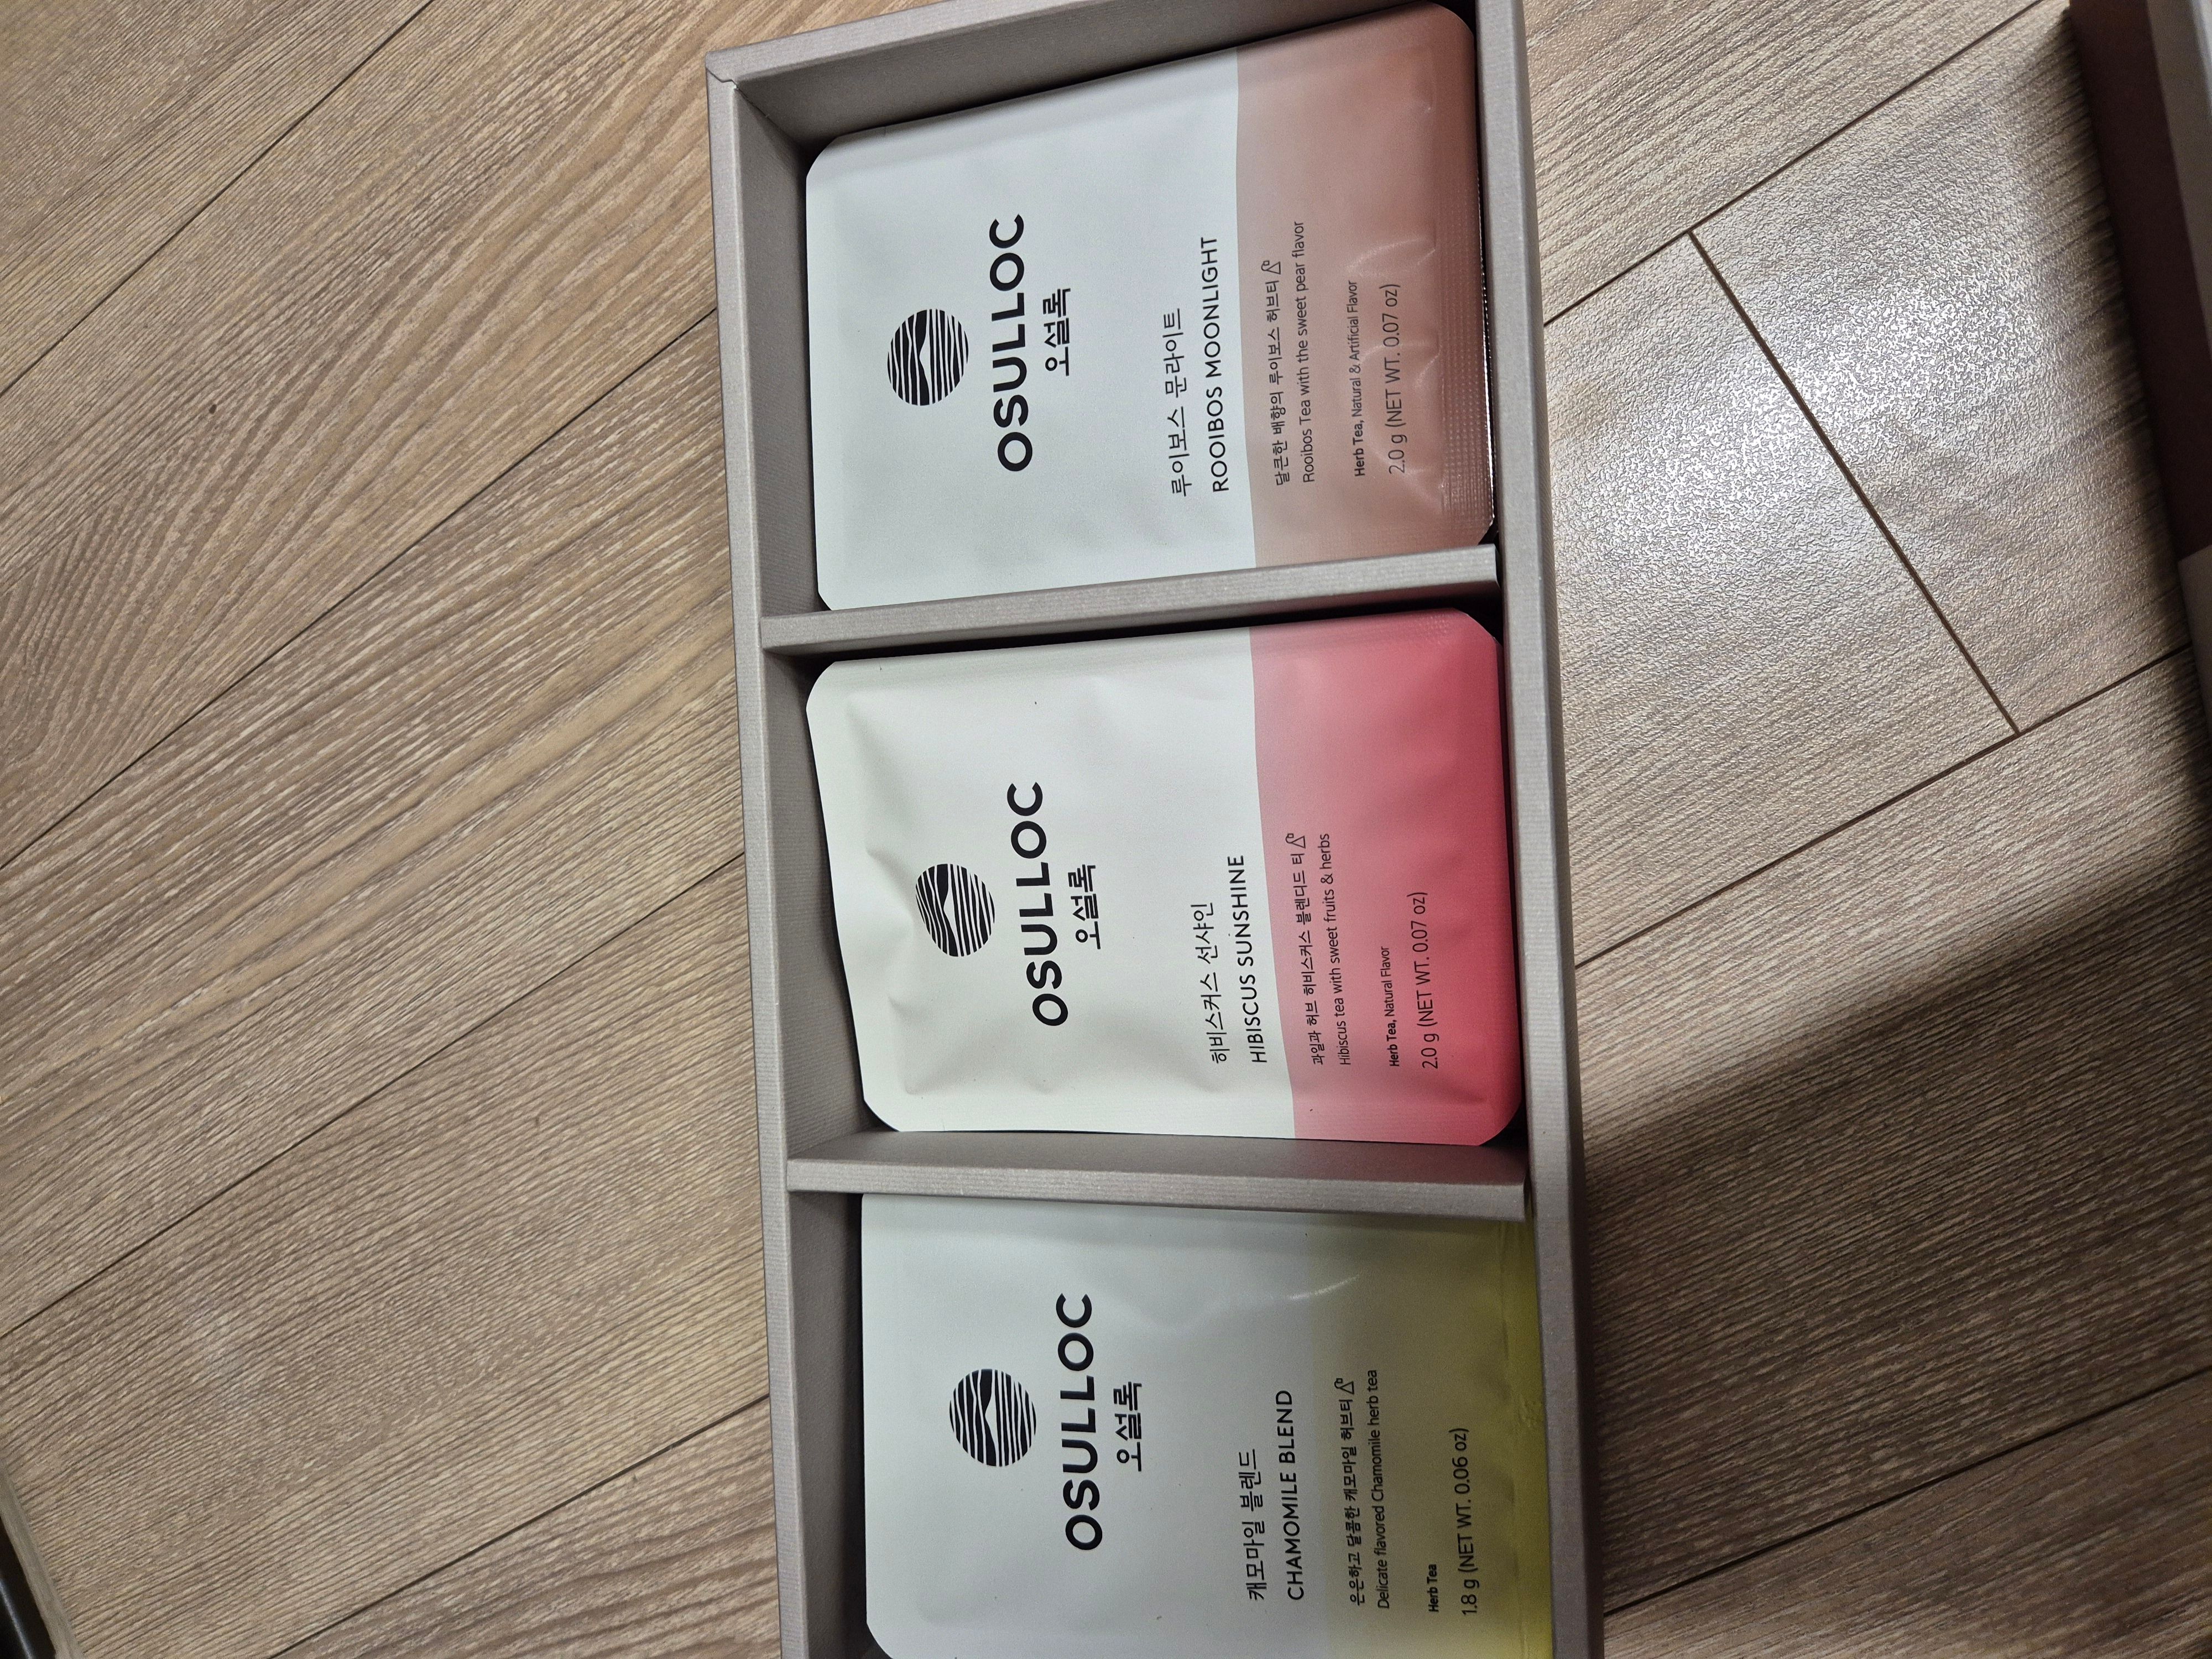 OSULLOC
오설록
캐모마일 블렌드
CHAMOMILE BLEND
은은하고 달콤한 캐모마일 허브티
Delicate flavored Chamomile herb tea
Herb Tea
1.8 g (NET WT. 0.06 oz)
OSULLOC
오설록
히비스커스 선샤인
HIBISCUS SUNSHINE
과일과 허브 히비스커스 블렌디드 티
Hibiscus tea with sweet fruits & herbs
Herb Tea, Natural Flavor
2.0 g (NET WT. 0.07 oz)
OSULLOC
오설록
루이보스 문라이트
ROOIBOS MOONLIGHT
달큰한 배향의 루이보스 허브티
Rooibos Tea with the sweet pear flavor
Herb Tea, Natural & Artificial Flavor
2.0 g (NET WT. 0.07 oz)